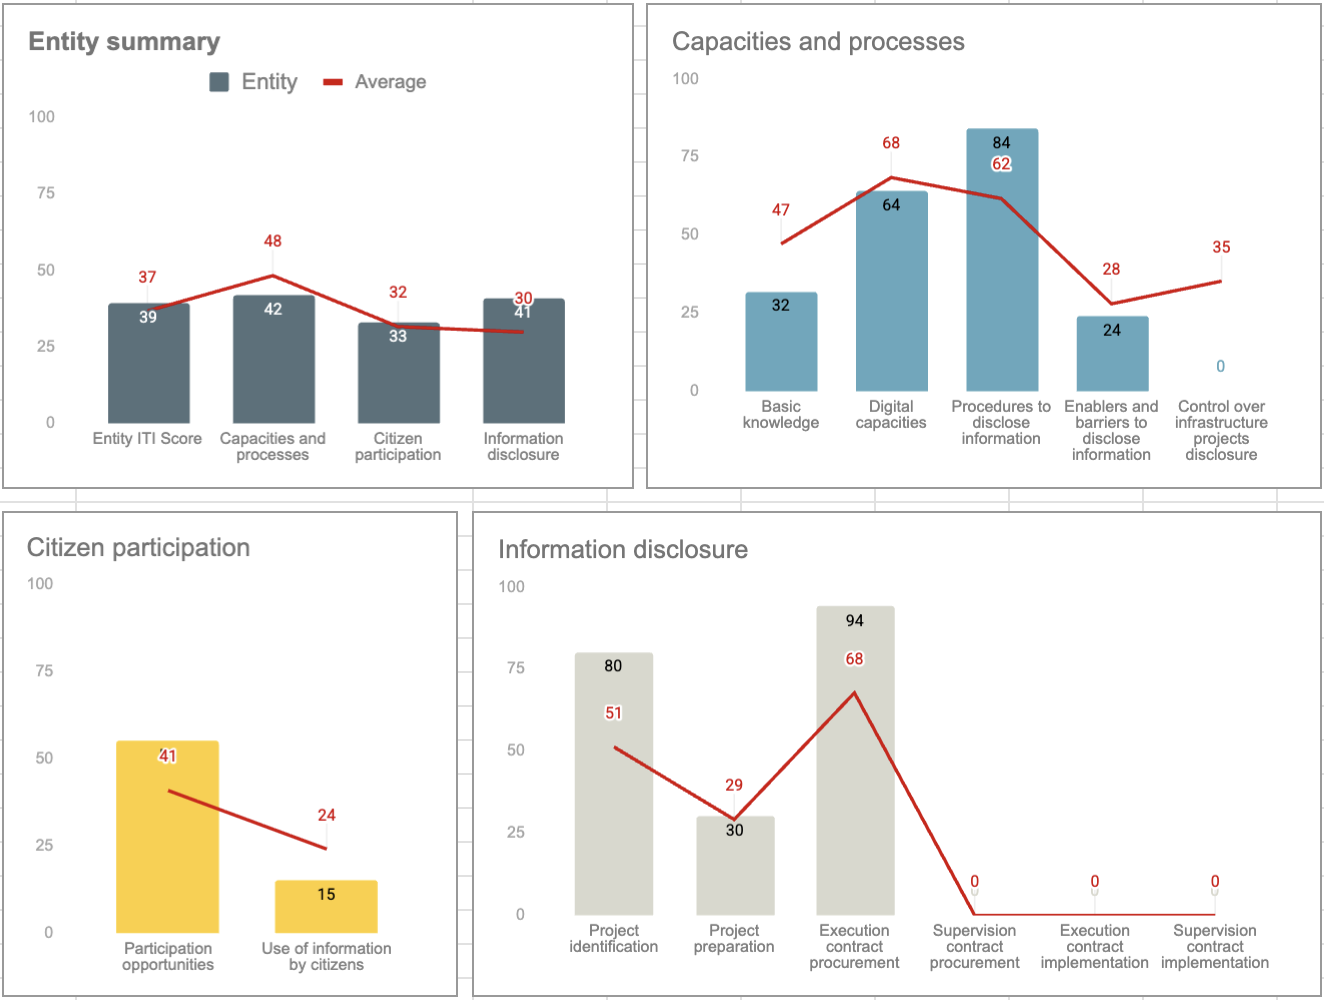 Entity summary
Entity
Average
100
75
50
25
0
37
48
32
30
39
42
33
41
Entity ITI Score
Capacities and
processes
Citizen
participation
Information
disclosure
Capacities and processes
100
75
50
25
0
47
68
62
28
35
32
64
84
24
0
Basic
knowledge
Digital
capacities
Procedures to
disclose
information
Enablers and
barriers to
disclose
information
Control over
infrastructure
projects
disclosure
Citizen participation
100
75
50
25
0
41
24
15
Participation
opportunities
Use of information
by citizens
Information disclosure
100
75
50
25
0
80
30
94
51
29
68
0
0
0
Project
identification
Project
preparation
Execution
contract
procurement
Supervision
contract
procurement
Execution
contract
implementation
Supervision
contract
implementation